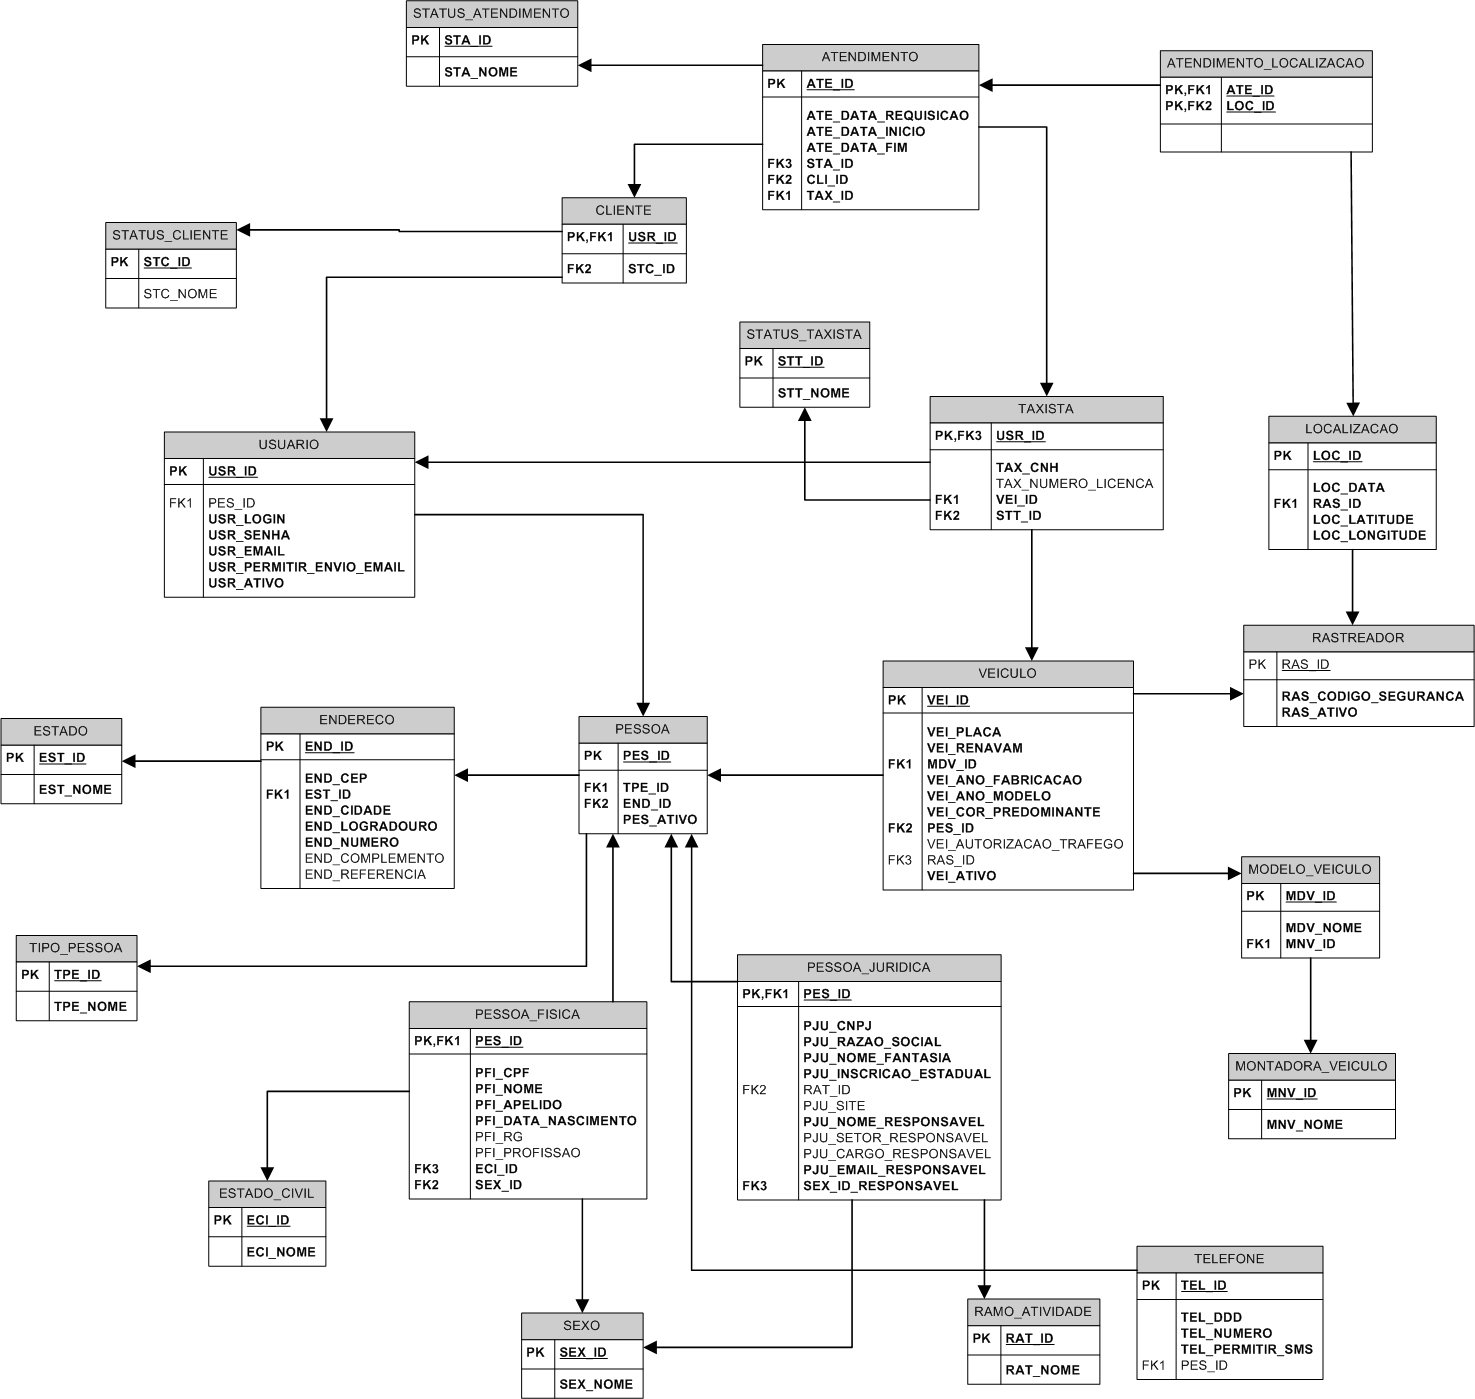 STATUS_ATENDIMENTO
PK STA_ID
STA_NOME
ATENDIMENTO
PK ATE_ID
ATE_DATA_REQUISICAO
ATE_DATA_INICIO
ATE_DATA_FIM
FK3 STA_ID
FK2 CLI_ID
FK1 TAX_ID
ATENDIMENTO_LOCALIZACAO
PK,FK1 ATE_ID
PK,FK2 LOC_ID
CLIENTE
PK,FK1 USR_ID
FK2 STC_ID
STATUS_CLIENTE
PK STC_ID
STC_NOME
STATUS_TAXISTA
PK STT_ID
STT_NOME
TAXISTA
PK,FK3 USR_ID
TAX_CNH
TAX_NUMERO_LICENCA
FK1 VEI_ID
FK2 STT_ID
LOCALIZACAO
PK LOC_ID
LOC_DATA
FK1 RAS_ID
LOC_LATITUDE
LOC_LONGITUDE
USUARIO
PK USR_ID
FK1 PES_ID
USR_LOGIN
USR_SENHA
USR_EMAIL
USR_PERMITIR_ENVIO_EMAIL
USR_ATIVO
RASTREADOR
PK RAS_ID
RAS_CODIGO_SEGURANCA
RAS_ATIVO
VEICULO
PK VEI_ID
VEI_PLACA
VEI_RENAVAM
FK1 MDV_ID
VEI_ANO_FABRICACAO
VEI_ANO_MODELO
VEI_COR_PREDOMINANTE
FK2 PES_ID
VEI_AUTORIZACAO_TRAFEGO
FK3 RAS_ID
VEI_ATIVO
ESTADO
PK EST_ID
EST_NOME
ENDERECO
PK END_ID
END_CEP
FK1 EST_ID
END_CIDADE
END_LOGRADOURO
END_NUMERO
END_COMPLEMENTO
END_REFERENCIA
PESSOA
PK PES_ID
FK1 TPE_ID
FK2 END_ID
PES_ATIVO
MODELO_VEICULO
PK MDV_ID
MDV_NOME
FK1 MNV_ID
TIPO_PESSOA
PK TPE_ID
TPE_NOME
PESSOA_FISICA
PK,FK1 PES_ID
PFI_CPF
PFI_NOME
PFI_APELIDO
PFI_DATA_NASCIMENTO
PFI_RG
PFI_PROFISSAO
FK3 ECI_ID
FK2 SEX_ID
PESSOA_JURIDICA
PK,FK1 PES_ID
PJU_CNPJ
PJU_RAZAO_SOCIAL
PJU_NOME_FANTASIA
PJU_INSCRICAO_ESTADUAL
FK2 RAT_ID
PJU_SITE
PJU_NOME_RESPONSAVEL
PJU_SETOR_RESPONSAVEL
PJU_CARGO_RESPONSAVEL
PJU_EMAIL_RESPONSAVEL
FK3 SEX_ID_RESPONSAVEL
MONTADORA_VEICULO
PK MNV_ID
MNV_NOME
ESTADO_CIVIL
PK ECI_ID
ECI_NOME
TELEFONE
PK TEL_ID
TEL_DDD
TEL_NUMERO
TEL_PERMITIR_SMS
FK1 PES_ID
SEXO
PK SEX_ID
SEX_NOME
RAMO_ATIVIDADE
PK RAT_ID
RAT_NOME